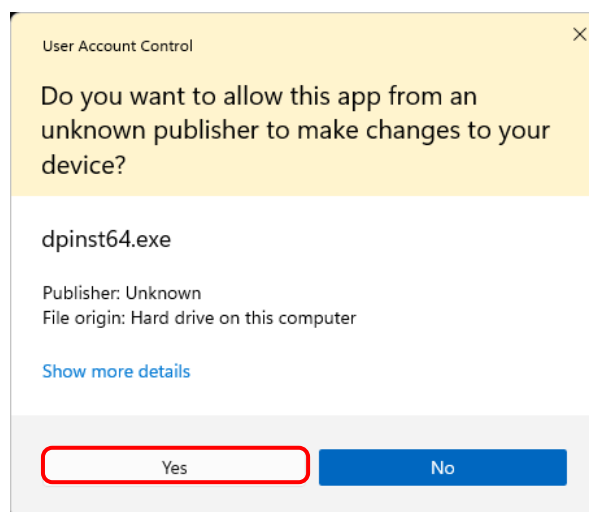 User Account Control
Do you want to allow this app from an
unknown publisher to make changes to your
device?
dpinst64.exe
Publisher: Unknown
File origin: Hard drive on this computer
Show more details
Yes
No